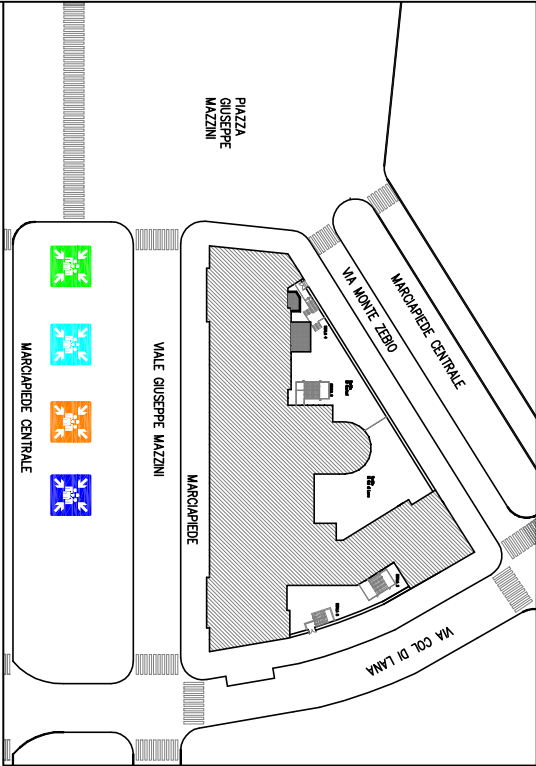 PIAZZA
GIUSEPPE
MAZZINI
MARCIAPIEDE CENTRALE
VIA MONTE ZEBIO
VIALE GIUSEPPE MAZZINI
MARCIAPIEDE CENTRALE
MARCIAPIEDE
VIA COL DI LANA